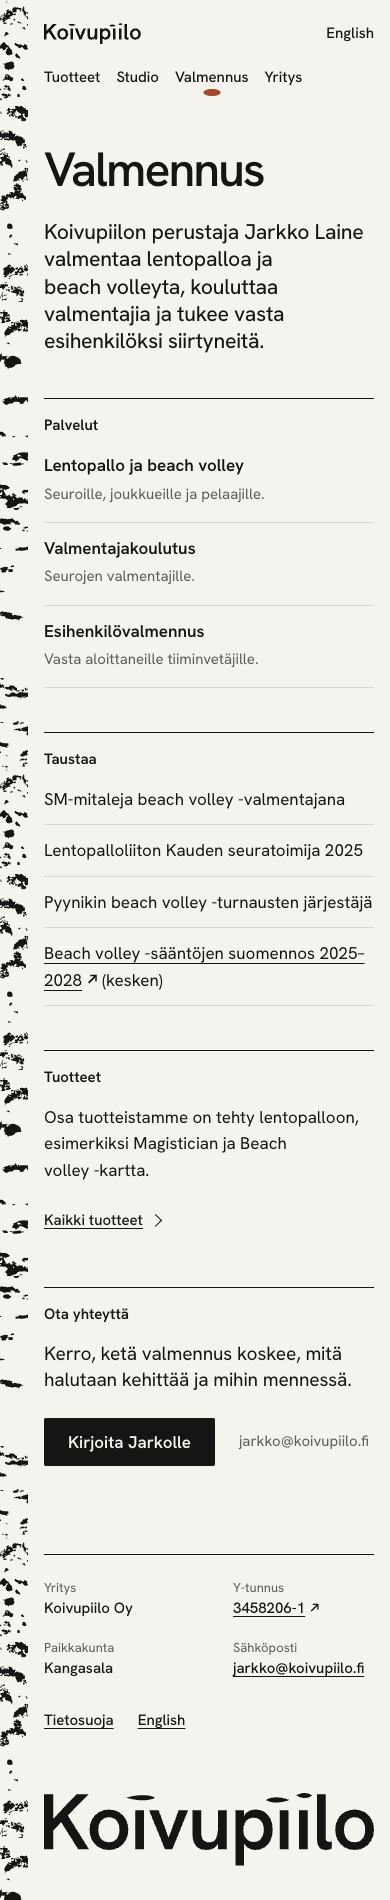 Koivupiilo
English
Tuotteet Studio Valmennus Yritys
Valmennus
Koivupiilon perustaja Jarkko Laine
valmentaa lentopalloa ja
beach volleyta, kouluttaa
valmentajia ja tukee vasta
esihenkilöksi siirtyneitä.
Palvelut
Lentopallo ja beach volley
Seuroille, joukkueille ja pelaajille.
Valmentajakoulutus
Seurojen valmentajille.
Esihenkilövalmennus
Vasta aloittaneille tiiminvetäjille.
Taustaa
SM-mitaleja beach volley -valmentajana
Lentopalloliiton Kauden seuratoimija 2025
Pyynikin beach volley -turnausten järjestäjä
Beach volley -sääntöjen suomennos 2025–
2028 ↗ (kesken)
Tuotteet
Osa tuotteistamme on tehty lentopalloon,
esimerkiksi Magistician ja Beach
volley -kartta.
Kaikki tuotteet
Ota yhteyttä
Kerro, ketä valmennus koskee, mitä
halutaan kehittää ja mihin mennessä.
Kirjoita Jarkolle
jarkko@koivupiilo.fi
Yritys
Koivupiilo Oy
Y-tunnus
3458206-1 ↗
Paikkakunta
Kangasala
Sähköposti
jarkko@koivupiilo.fi
Tietosuoja English
Koivupiilo